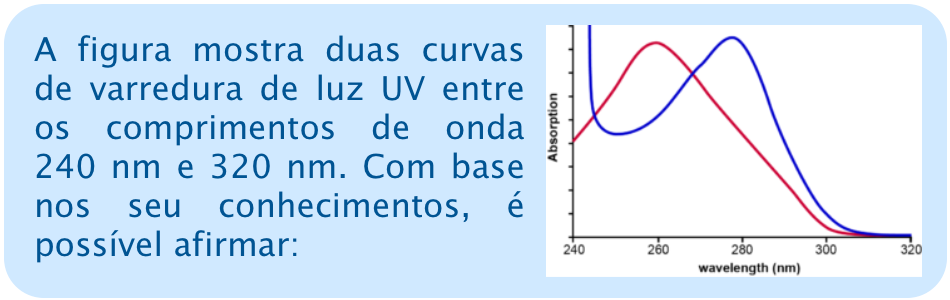 A figura mostra duas curvas
de varredura de luz UV entre
os comprimentos de onda
240 nm e 320 nm. Com base
nos seu conhecimentos, é
possível afirmar:
Absorption
240 260 280 300 320
wavelength (nm)